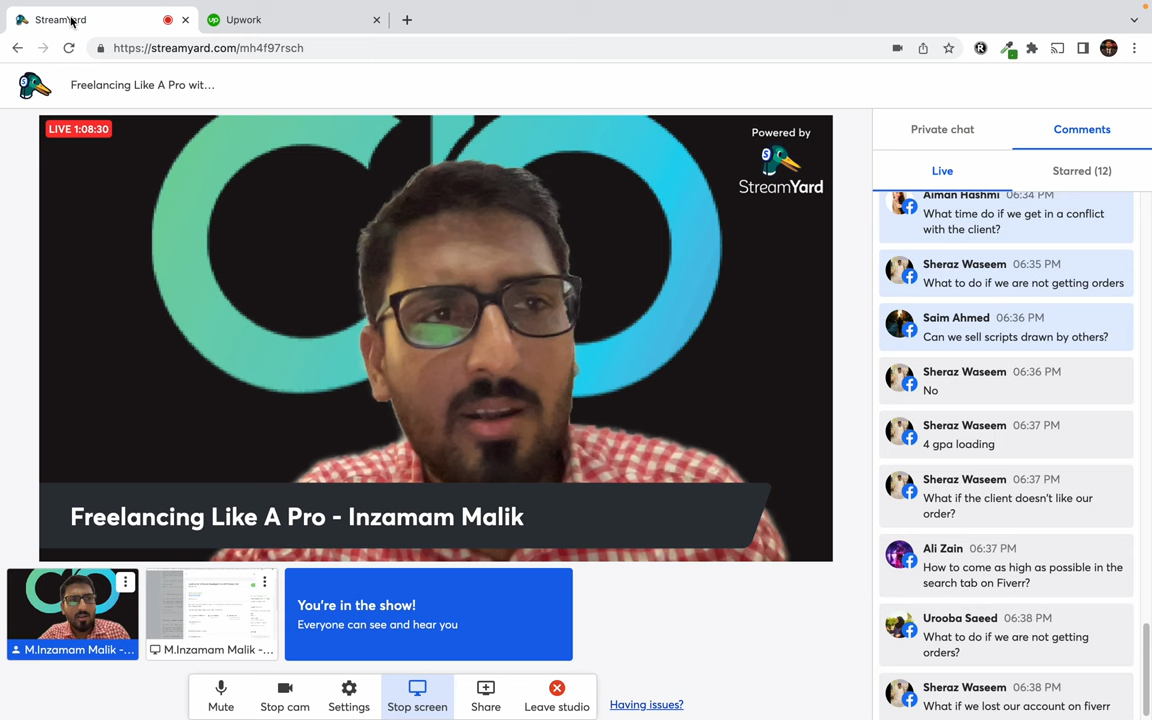 StreamYard
Upwork
https://streamyard.com/mh4f97rsch
Freelancing Like A Pro wit...
LIVE 1:08:30
Powered by
StreamYard
Freelancing Like A Pro - Inzamam Malik
M.Inzamam Malik -...
M.Inzamam Malik -...
You're in the show!
Everyone can see and hear you
Mute
Stop cam
Settings
Stop screen
Share
Leave studio
Having issues?
Private chat
Comments
Live
Starred (12)
Aiman Hashmi 06:34 PM
What time do if we get in a conflict
with the client?
Sheraz Waseem 06:35 PM
What to do if we are not getting orders
Saim Ahmed 06:36 PM
Can we sell scripts drawn by others?
Sheraz Waseem 06:36 PM
No
Sheraz Waseem 06:37 PM
4 gpa loading
Sheraz Waseem 06:37 PM
What if the client doesn't like our
order?
Ali Zain 06:37 PM
How to come as high as possible in the
search tab on Fiverr?
Urooba Saeed 06:38 PM
What to do if we are not getting
orders?
Sheraz Waseem 06:38 PM
What if we lost our account on fiverr